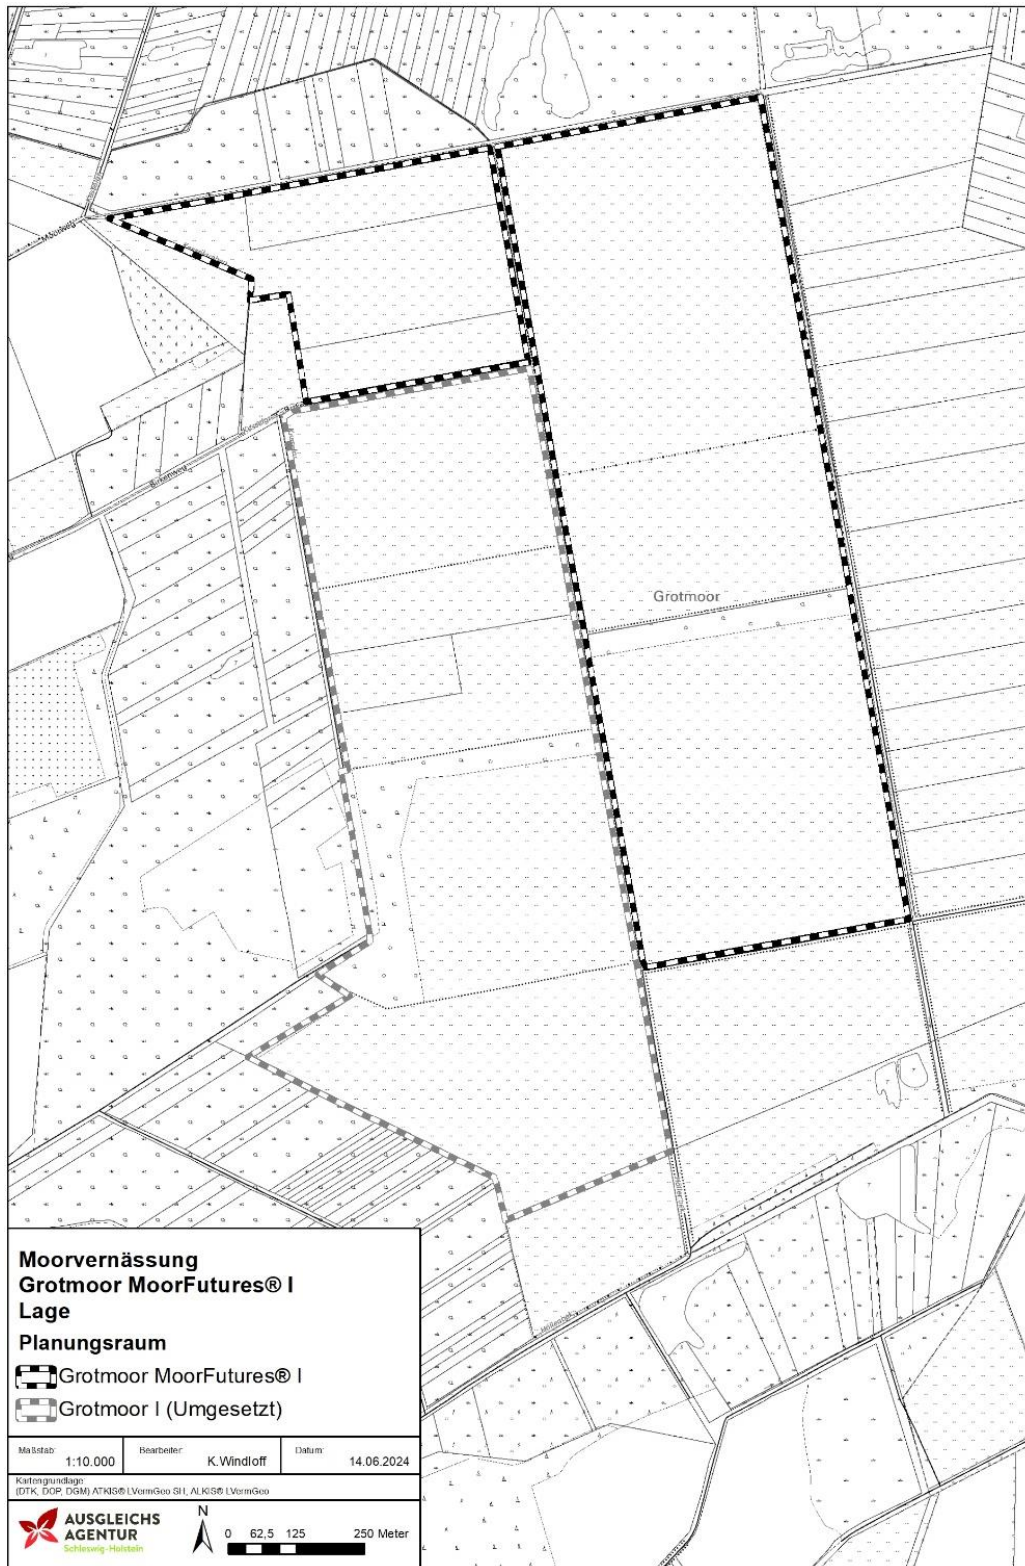 Moorweg
Birkenweg
Grotmoor
Moorvernässung
Grotmoor MoorFutures® I
Lage
Planungsraum
Grotmoor MoorFutures® I
Grotmoor I (Umgesetzt)
Maßstab:
1:10.000
Bearbeiter:
K.Windloff
Datum:
14.06.2024
Kartengrundlage:
(DTK, DOP, DGM) ATKIS® LVermGeo SH, ALKIS® LVermGeo
AUSGLEICHS
AGENTUR
Schleswig-Holstein
N
0 62,5 125 250 Meter